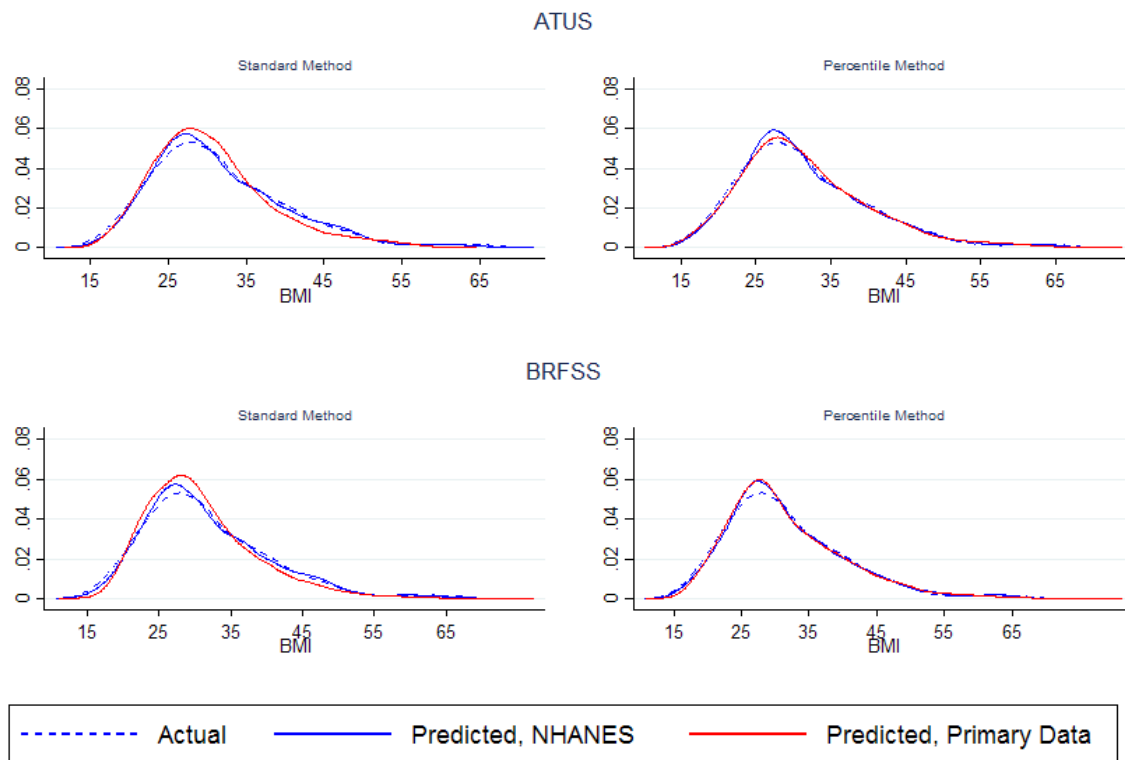 ATUS
Standard Method
Percentile Method
.08
.06
.04
.02
0
15 25 35 45 55 65
BMI
.08
.06
.04
.02
0
15 25 35 45 55 65
BMI
BRFSS
Standard Method
Percentile Method
.08
.06
.04
.02
0
15 25 35 45 55 65
BMI
.08
.06
.04
.02
0
15 25 35 45 55 65
BMI
Actual Predicted, NHANES Predicted, Primary Data